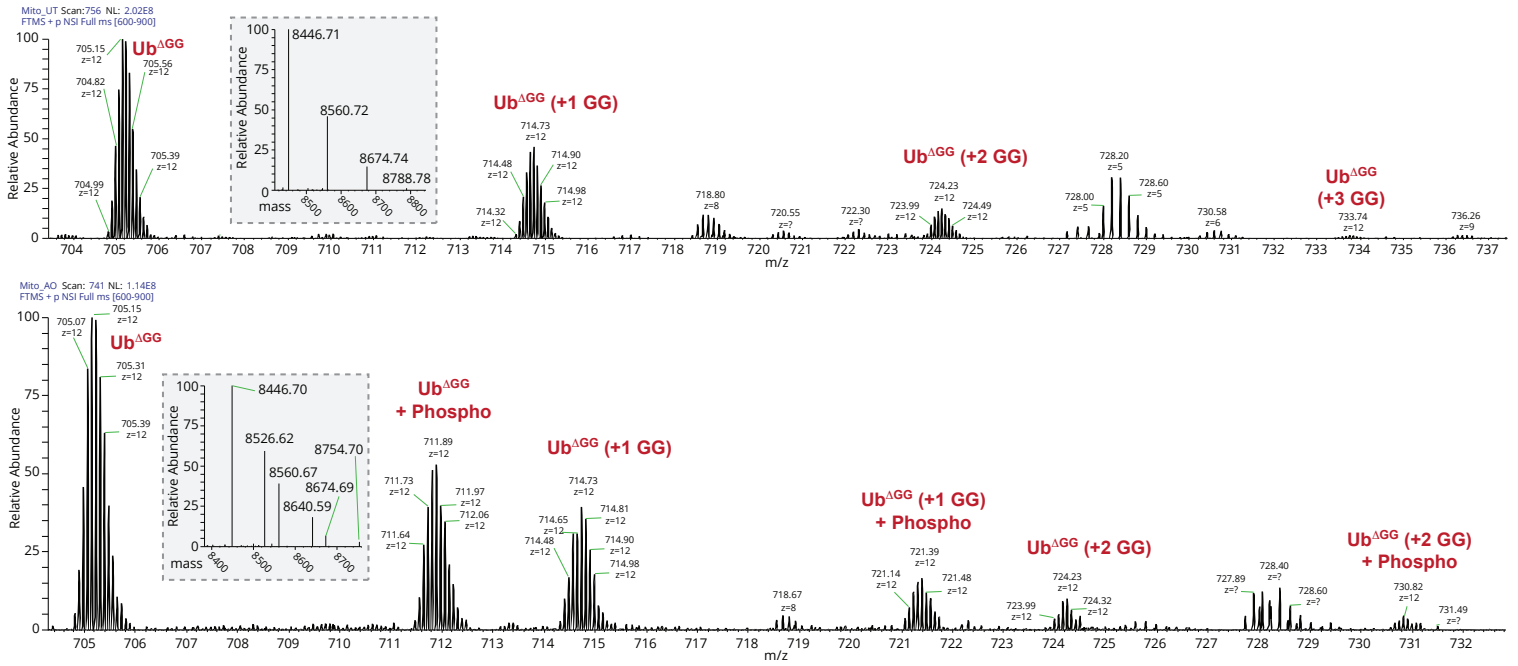 Mito_UT Scan:756 NL: 2.02E8
FTMS + p NSI Full ms [600-900]
Relative Abundance
100
75
50
25
0
705.15
z=12
Ub^ΔGG
705.56
z=12
704.82
z=12
705.39
z=12
704.99
z=12
Relative Abundance
100
75
50
25
0
8446.71
8560.72
8674.74
8788.78
mass
8500
8600
8700
8800
Ub^ΔGG (+1 GG)
714.73
z=12
714.48
z=12
714.90
z=12
714.98
z=12
714.32
z=12
718.80
z=8
720.55
z=?
722.30
z=?
Ub^ΔGG (+2 GG)
724.23
z=12
723.99
z=12
724.49
z=12
728.20
z=5
728.00
z=5
728.60
z=5
730.58
z=6
Ub^ΔGG
(+3 GG)
733.74
z=12
736.26
z=9
704 705 706 707 708 709 710 711 712 713 714 715 716 717 718 719 720 721 722 723 724 725 726 727 728 729 730 731 732 733 734 735 736 737
m/z
Mito_AO Scan: 741 NL: 1.14E8
FTMS + p NSI Full ms [600-900]
Relative Abundance
100
75
50
25
0
705.15
z=12
705.07
z=12
Ub^ΔGG
705.31
z=12
705.39
z=12
Relative Abundance
100
75
50
25
0
8446.70
8526.62
8754.70
8560.67
8674.69
8640.59
mass
8400
8500
8600
8700
Ub^ΔGG
+ Phospho
711.89
z=12
711.73
z=12
711.97
z=12
712.06
z=12
711.64
z=12
Ub^ΔGG (+1 GG)
714.73
z=12
714.81
z=12
714.65
z=12
714.48
z=12
714.90
z=12
714.98
z=12
718.67
z=8
Ub^ΔGG (+1 GG)
+ Phospho
721.39
z=12
721.14
z=12
721.48
z=12
Ub^ΔGG (+2 GG)
724.23
z=12
723.99
z=12
724.32
z=12
728.40
z=?
727.89
z=?
728.60
z=?
Ub^ΔGG (+2 GG)
+ Phospho
730.82
z=12
731.49
z=?
705 706 707 708 709 710 711 712 713 714 715 716 717 718 719 720 721 722 723 724 725 726 727 728 729 730 731 732
m/z